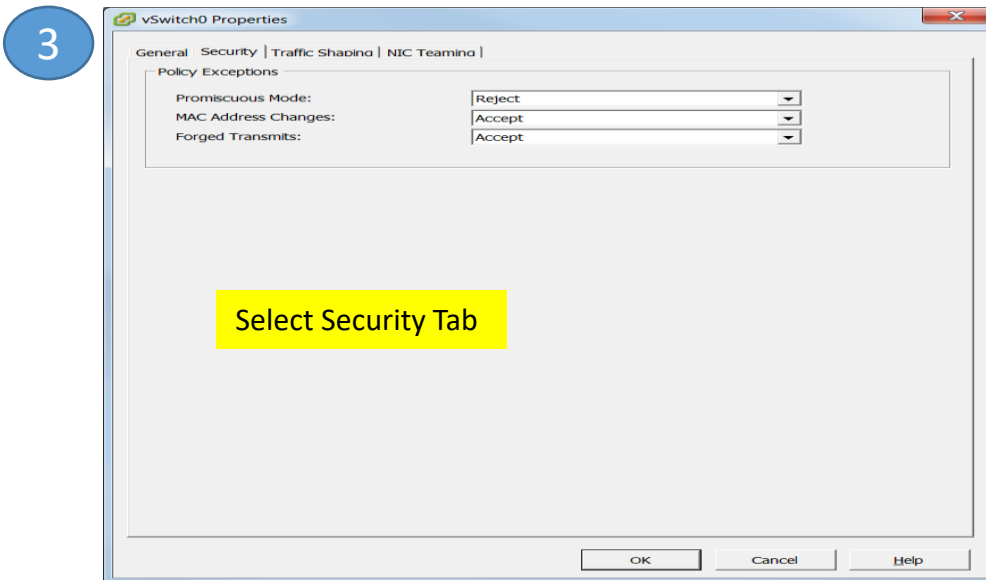 3
vSwitch0 Properties
General Security Traffic Shaping NIC Teaming
Policy Exceptions
Promiscuous Mode: Reject
MAC Address Changes: Accept
Forged Transmits: Accept
Select Security Tab
OK Cancel Help